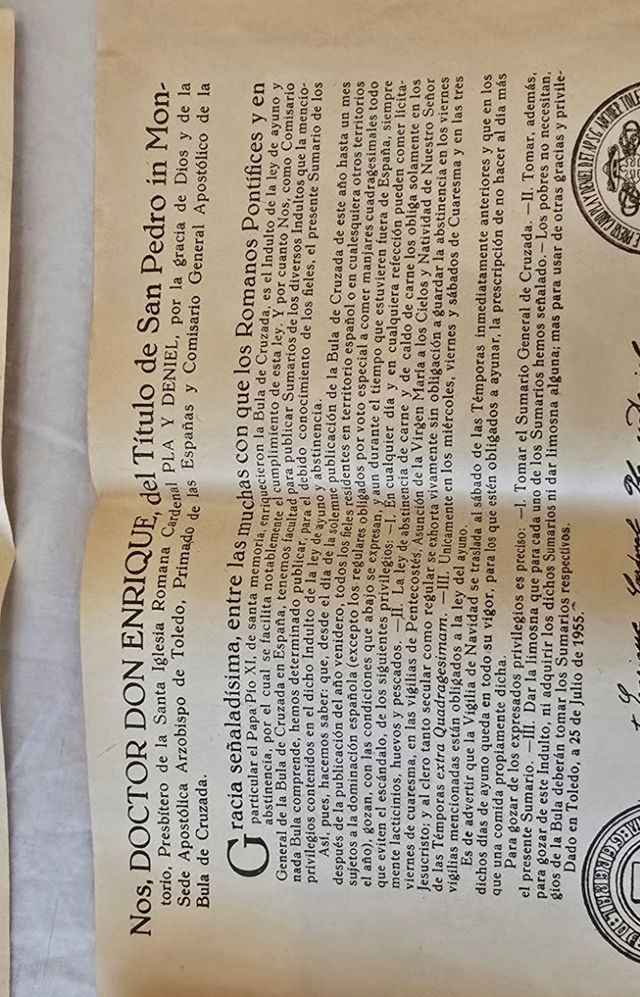 Nos, DOCTOR DON ENRIQUE, del Título de San Pedro in Mon-
torio, Presbítero de la Santa Iglesia Romana Cardenal PLA Y DENIEL, por la gracia de Dios y de la
Sede Apostólica Arzobispo de Toledo, Primado de las Españas y Comisario General Apostólico de la
Bula de Cruzada.
Gracia señaladísima, entre las muchas con que los Romanos Pontífices y en
particular el Papa Pío XI, de santa memoria, enriquecieron la Bula de Cruzada, es el Indulto de la ley de ayuno y
abstinencia, por el cual se facilita notablemente el cumplimiento de esta ley. Y por cuanto Nos, como Comisario
General de la Bula de Cruzada en España, tenemos facultad para publicar Sumarios de los diversos Indultos que la mencio-
nada Bula comprende, hemos determinado publicar, para el debido conocimiento de los fieles, el presente Sumario de los
privilegios contenidos en el dicho Indulto de la ley de ayuno y abstinencia.
Así, pues, hacemos saber: que, desde el día de la solemne publicación de la Bula de Cruzada de este año hasta un mes
después de la publicación del año venidero, todos los fieles residentes en territorio español o en cualesquiera otros territorios
sujetos a la dominación española (excepto los regulares obligados por voto especial a comer manjares cuadragesimales todo
el año), gozan, con las condiciones que abajo se expresan, y aun durante el tiempo que estuvieren fuera de España, siempre
que eviten el escándalo, de los siguientes privilegios: —I. En cualquier día y en cualquiera refección pueden comer lícita-
mente lacticinios, huevos y pescados. —II. La ley de abstinencia de carne y de caldo de carne los obliga solamente en los
viernes de cuaresma, en las vigilias de Pentecostés, Asunción de la Virgen María a los Cielos y Natividad de Nuestro Señor
Jesucristo; y al clero tanto secular como regular se exhorta vivamente sin obligación a guardar la abstinencia en los viernes
de las Témporas extra Quadragesimam. —III. Unicamente en los miércoles, viernes y sábados de Cuaresma y en las tres
vigilias mencionadas están obligados a la ley del ayuno.
Es de advertir que la Vigilia de Navidad se traslada al sábado de las Témporas inmediatamente anteriores y que en los
dichos días de ayuno queda en todo su vigor, para los que estén obligados a ayunar, la prescripción de no hacer al día más
que una comida propiamente dicha.
Para gozar de los expresados privilegios es preciso: —I. Tomar el Sumario General de Cruzada. —II. Tomar, además,
el presente Sumario. —III. Dar la limosna que para cada uno de los Sumarios hemos señalado.— Los pobres no necesitan,
para gozar de este Indulto, ni adquirir los dichos Sumarios ni dar limosna alguna; mas para usar de otras gracias y privile-
gios de la Bula deberán tomar los Sumarios respectivos.
Dado en Toledo, a 25 de Julio de 1955.